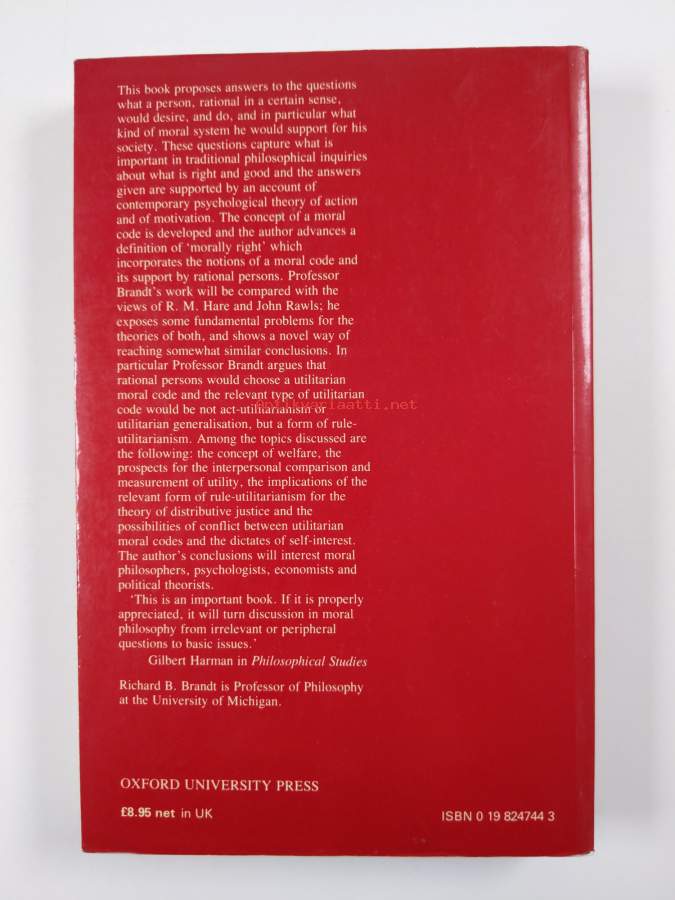 This book proposes answers to the questions
what a person, rational in a certain sense,
would desire, and do, and in particular what
kind of moral system he would support for his
society. These questions capture what is
important in traditional philosophical inquiries
about what is right and good and the answers
given are supported by an account of
contemporary psychological theory of action
and of motivation. The concept of a moral
code is developed and the author advances a
definition of ‘morally right’ which
incorporates the notions of a moral code and
its support by rational persons. Professor
Brandt’s work will be compared with the
views of R. M. Hare and John Rawls; he
exposes some fundamental problems for the
theories of both, and shows a novel way of
reaching somewhat similar conclusions. In
particular Professor Brandt argues that
rational persons would choose a utilitarian
moral code and the relevant type of utilitarian
code would be not act-utilitarianism or
utilitarian generalisation, but a form of rule-
utilitarianism. Among the topics discussed are
the following: the concept of welfare, the
prospects for the interpersonal comparison and
measurement of utility, the implications of the
relevant form of rule-utilitarianism for the
theory of distributive justice and the
possibilities of conflict between utilitarian
moral codes and the dictates of self-interest.
The author’s conclusions will interest moral
philosophers, psychologists, economists and
political theorists.
‘This is an important book. If it is properly
appreciated, it will turn discussion in moral
philosophy from irrelevant or peripheral
questions to basic issues.’
Gilbert Harman in Philosophical Studies
Richard B. Brandt is Professor of Philosophy
at the University of Michigan.
OXFORD UNIVERSITY PRESS
£8.95 net in UK
ISBN 0 19 824744 3